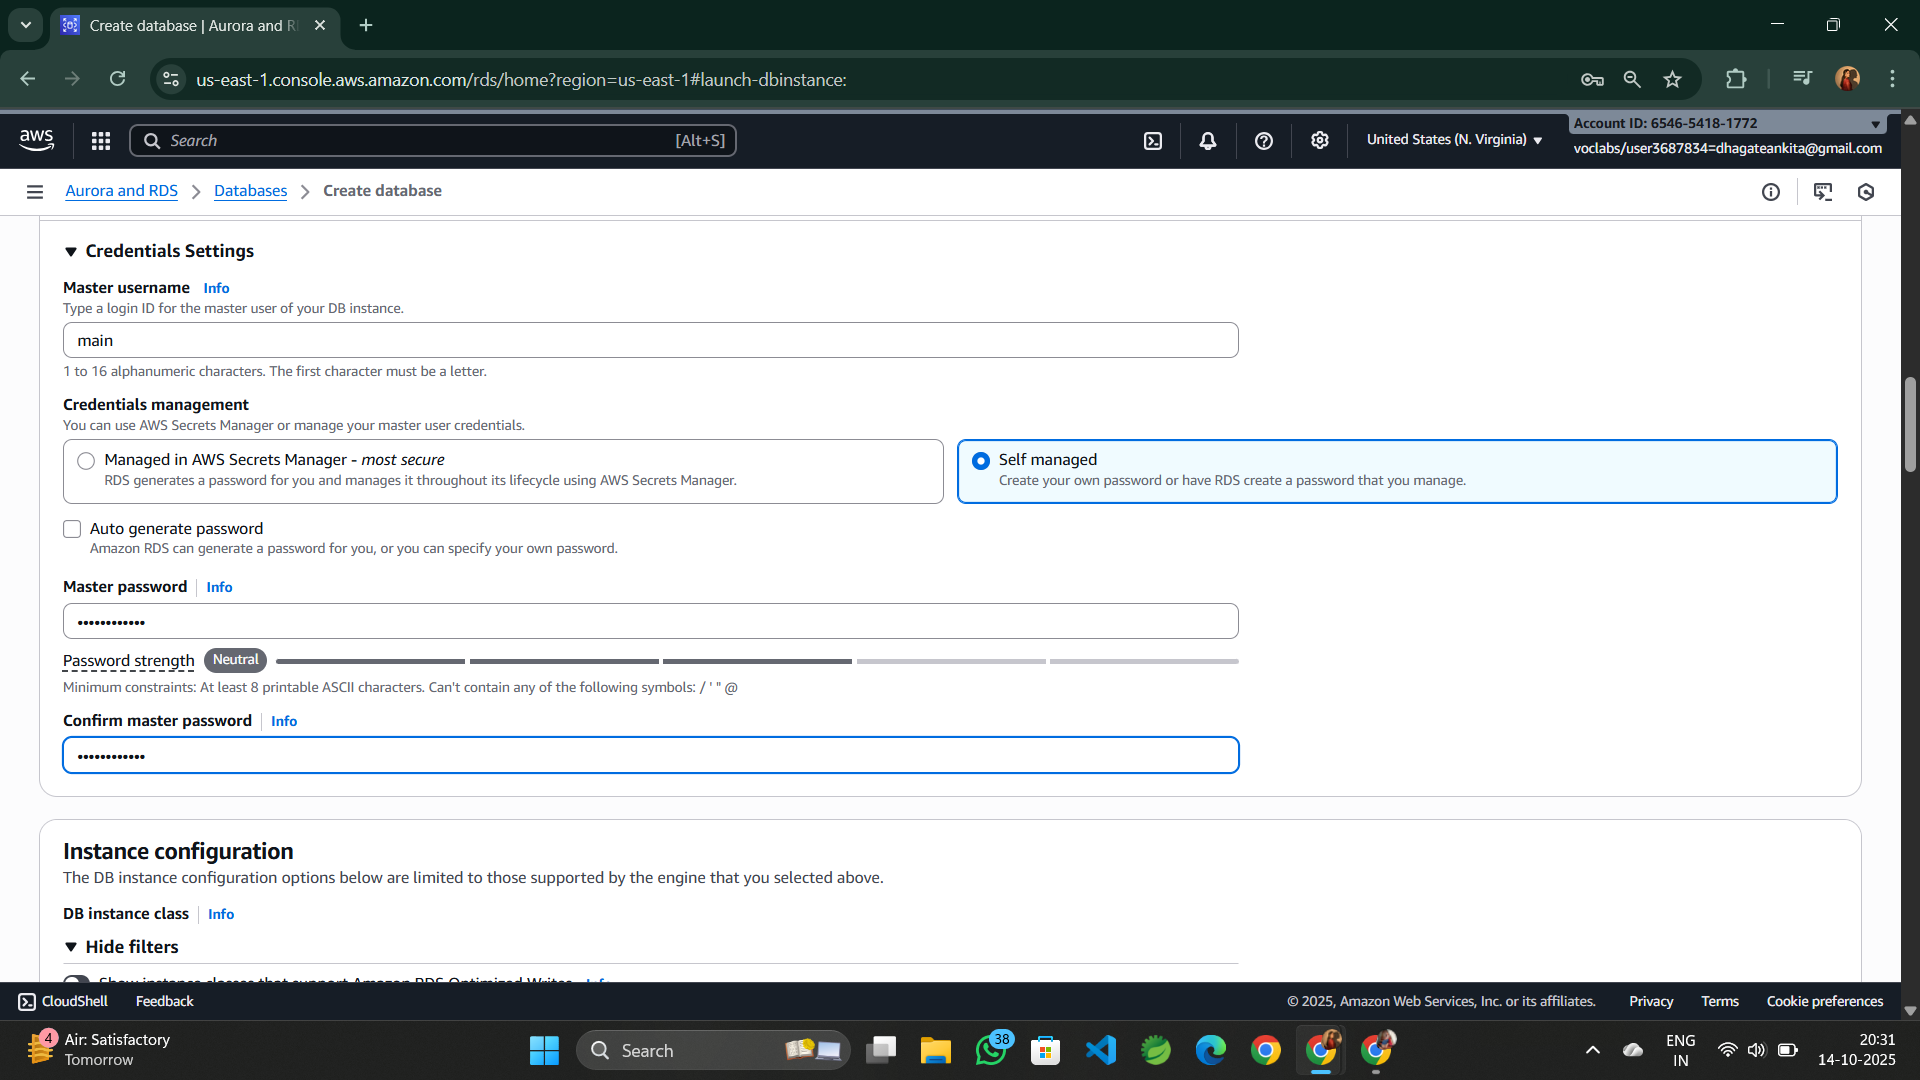 Create database | Aurora and R
us-east-1.console.aws.amazon.com/rds/home?region=us-east-1#launch-dbinstance:
aws
Search
[Alt+S]
United States (N. Virginia)
Account ID: 6546-5418-1772
voclabs/user3687834=dhagateankita@gmail.com
Aurora and RDS
Databases
Create database
Credentials Settings
Master username
Info
Type a login ID for the master user of your DB instance.
main
1 to 16 alphanumeric characters. The first character must be a letter.
Credentials management
You can use AWS Secrets Manager or manage your master user credentials.
Managed in AWS Secrets Manager - most secure
RDS generates a password for you and manages it throughout its lifecycle using AWS Secrets Manager.
Self managed
Create your own password or have RDS create a password that you manage.
Auto generate password
Amazon RDS can generate a password for you, or you can specify your own password.
Master password
Info
••••••••••••
Password strength
Neutral
Minimum constraints: At least 8 printable ASCII characters. Can't contain any of the following symbols: / ' " @
Confirm master password
Info
••••••••••••
Instance configuration
The DB instance configuration options below are limited to those supported by the engine that you selected above.
DB instance class
Info
Hide filters
Show instance classes that support Amazon RDS Optimized Writes
Info
CloudShell
Feedback
© 2025, Amazon Web Services, Inc. or its affiliates.
Privacy
Terms
Cookie preferences
4
Air: Satisfactory
Tomorrow
Search
38
ENG
IN
20:31
14-10-2025